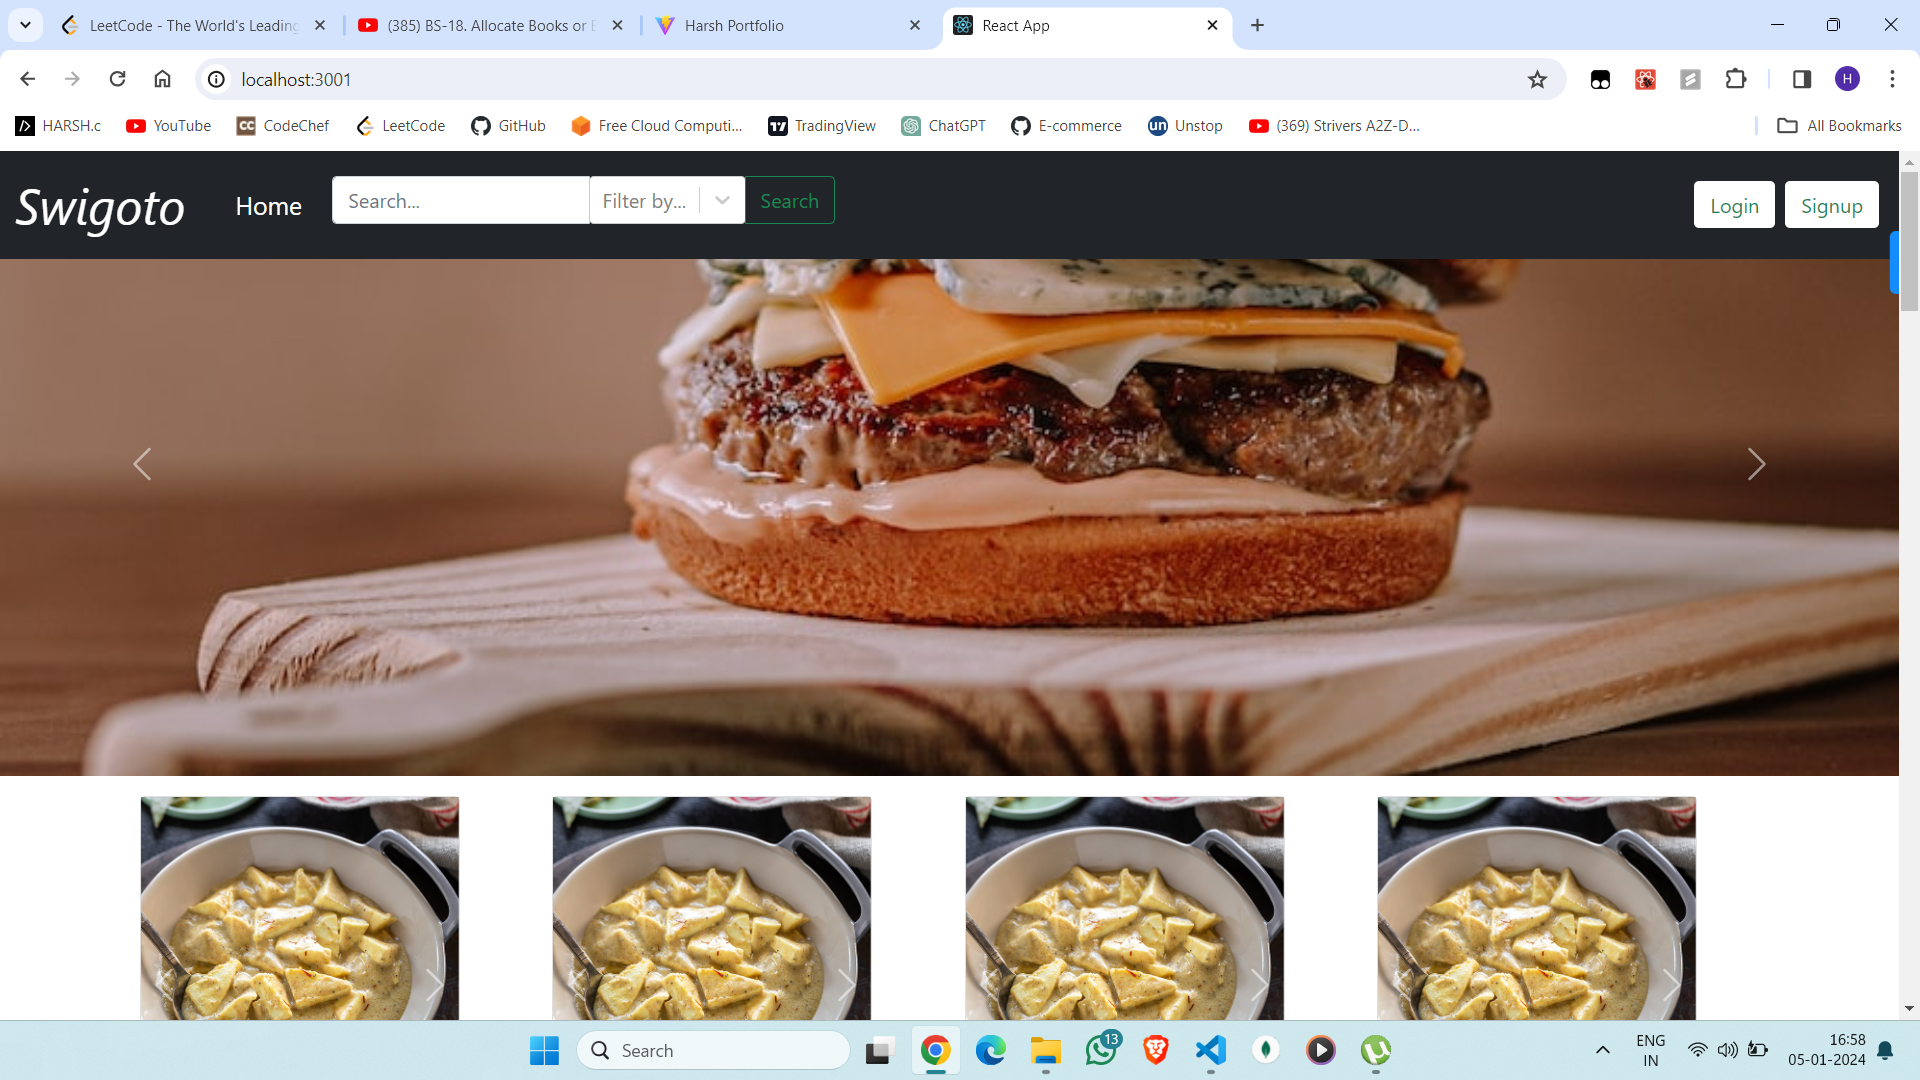 LeetCode - The World's Leading
(385) BS-18. Allocate Books or B
Harsh Portfolio
React App
localhost:3001
H
HARSH.c
YouTube
CodeChef
LeetCode
GitHub
Free Cloud Computi...
TradingView
ChatGPT
E-commerce
Unstop
(369) Strivers A2Z-D...
All Bookmarks
Swigoto
Home
Search...
Filter by...
Search
Login
Signup
Search
13
ENG
IN
16:58
05-01-2024